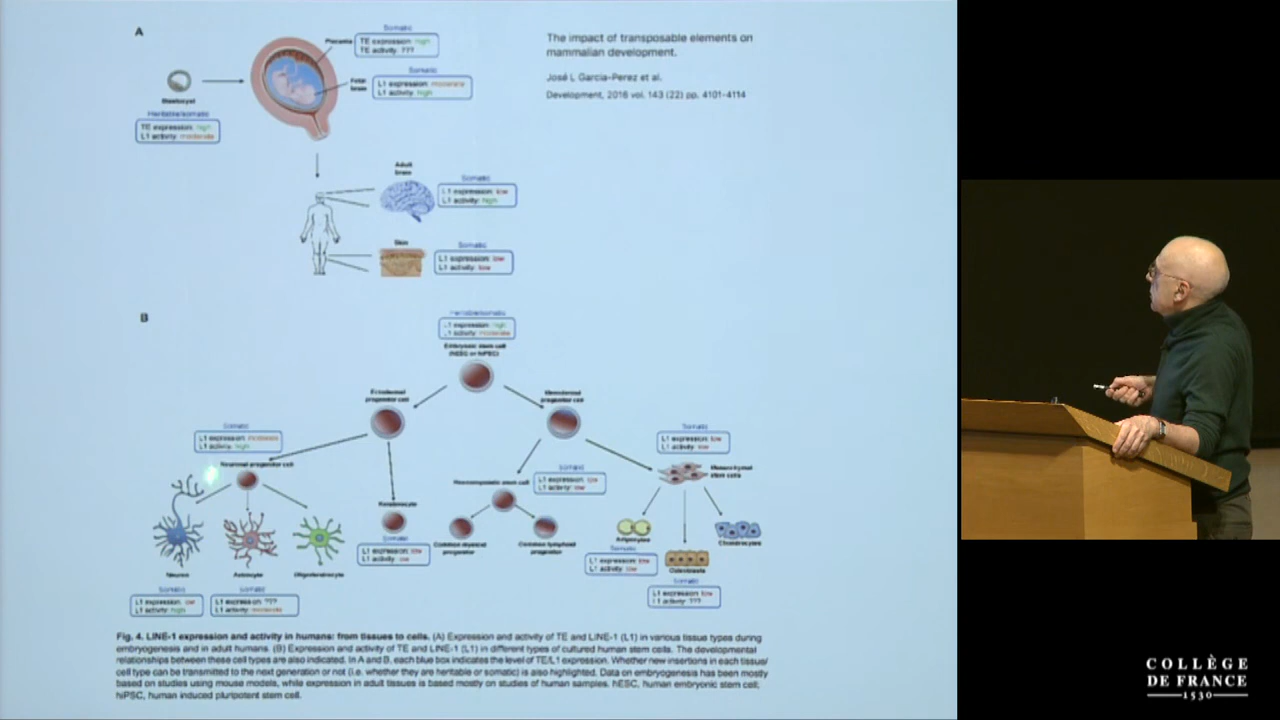 A
The impact of transposable elements on
mammalian development.
José L Garcia-Perez et al.
Development, 2016 vol. 143 (22) pp. 4101-4114
Somatic
Placenta
TE expression: high
TE activity: ???
Somatic
Fetal
brain
L1 expression: moderate
L1 activity: high
Blastocyst
Heritable/somatic
TE expression: high
L1 activity: moderate
Adult
brain
Somatic
L1 expression: low
L1 activity: high
Skin
Somatic
L1 expression: low
L1 activity: low
B
Heritable/somatic
L1 expression: high
L1 activity: moderate
Embryonic stem cell
(hESC or hiPSC)
Ectodermal
progenitor cell
Mesodermal
progenitor cell
Somatic
L1 expression: moderate
L1 activity: high
Neuronal progenitor cell
Somatic
L1 expression: low
L1 activity: low
Mesenchymal
stem cells
Hematopoietic stem cell
Somatic
L1 expression: low
L1 activity: low
Keratinocyte
Somatic
L1 expression: low
L1 activity: low
Common myeloid
progenitor
Common lymphoid
progenitor
Adipocytes
Somatic
L1 expression: low
L1 activity: low
Osteoblasts
Somatic
L1 expression: low
L1 activity: ???
Chondrocytes
Neuron
Astrocyte
Oligodendrocyte
Somatic
L1 expression: low
L1 activity: high
Somatic
L1 expression: ???
L1 activity: moderate
Fig. 4. LINE-1 expression and activity in humans: from tissues to cells. (A) Expression and activity of TE and LINE-1 (L1) in various tissue types during
embryogenesis and in adult humans. (B) Expression and activity of TE and LINE-1 (L1) in different types of cultured human stem cells. The developmental
relationships between these cell types are also indicated. In A and B, each blue box indicates the level of TE/L1 expression. Whether new insertions in each tissue/
cell type can be transmitted to the next generation or not (i.e. whether they are heritable or somatic) is also highlighted. Data on embryogenesis has been mostly
based on studies using mouse models, while expression in adult tissues is based mostly on studies of human samples. hESC, human embryonic stem cell;
hiPSC, human induced pluripotent stem cell.
COLLÈGE
DE FRANCE
1530